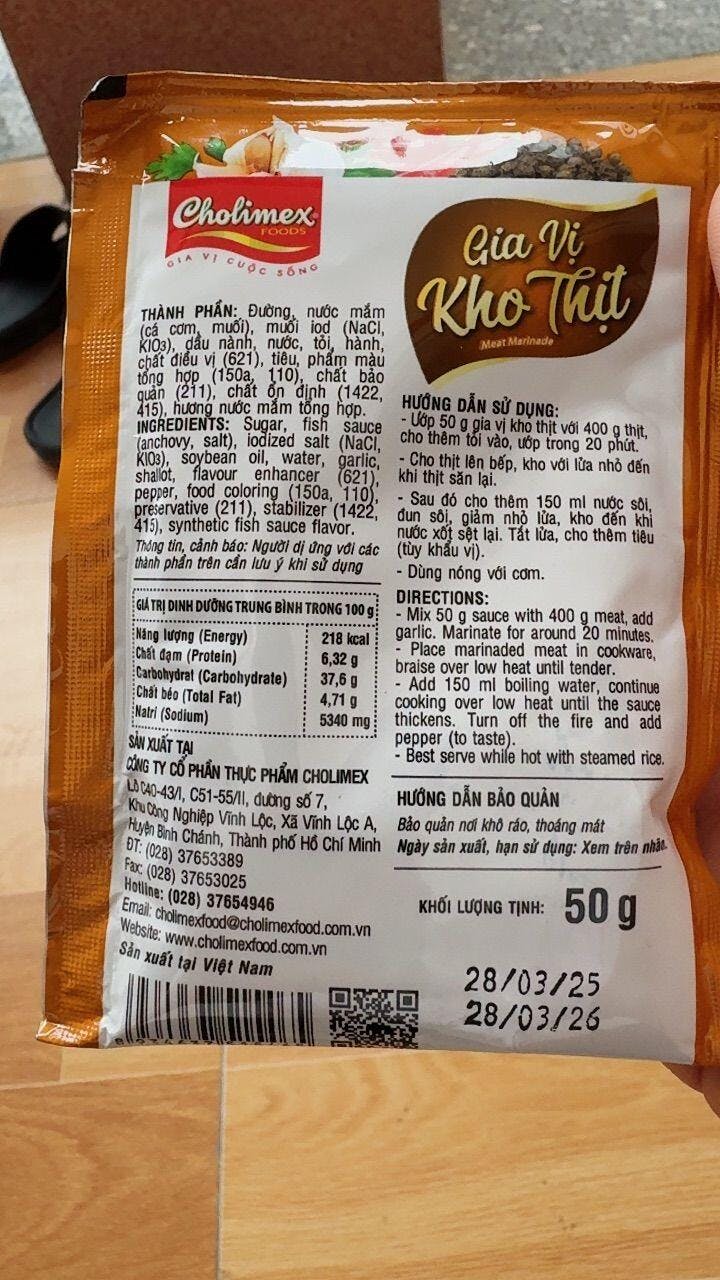 Cholimex
FOODS
GIA VỊ CUỘC SỐNG
Gia Vị
Kho Thịt
Meat Marinade
THÀNH PHẦN: Đường, nước mắm
(cá cơm, muối), muối iod (NaCl,
KIO3), dầu nành, nước, tỏi, hành,
chất điều vị (621), tiêu, phẩm màu
tổng hợp (150a, 110), chất bảo
quản (211), chất ổn định (1422,
415), hương nước mắm tổng hợp.
INGREDIENTS: Sugar, fish sauce
(anchovy, salt), iodized salt (NaCl,
KIO3), soybean oil, water, garlic,
shallot, flavour enhancer (621),
pepper, food coloring (150a, 110),
preservative (211), stabilizer (1422,
415), synthetic fish sauce flavor.
Thông tin, cảnh báo: Người dị ứng với các
thành phần trên cần lưu ý khi sử dụng
GIÁ TRỊ DINH DƯỠNG TRUNG BÌNH TRONG 100 g
Năng lượng (Energy) 218 kcal
Chất đạm (Protein) 6,32 g
Carbohydrat (Carbohydrate) 37,6 g
Chất béo (Total Fat) 4,71 g
Natri (Sodium) 5340 mg
SẢN XUẤT TẠI
CÔNG TY CỔ PHẦN THỰC PHẨM CHOLIMEX
Lô C40-43/I, C51-55/II, đường số 7,
Khu Công Nghiệp Vĩnh Lộc, Xã Vĩnh Lộc A,
Huyện Bình Chánh, Thành phố Hồ Chí Minh
ĐT: (028) 37653389
Fax: (028) 37653025
Hotline: (028) 37654946
Email: cholimexfood@cholimexfood.com.vn
Website: www.cholimexfood.com.vn
Sản xuất tại Việt Nam
HƯỚNG DẪN SỬ DỤNG:
- Ướp 50 g gia vị kho thịt với 400 g thịt,
cho thêm tỏi vào, ướp trong 20 phút.
- Cho thịt lên bếp, kho với lửa nhỏ đến
khi thịt săn lại.
- Sau đó cho thêm 150 ml nước sôi,
đun sôi, giảm nhỏ lửa, kho đến khi
nước xốt sệt lại. Tắt lửa, cho thêm tiêu
(tùy khẩu vị).
- Dùng nóng với cơm.
DIRECTIONS:
- Mix 50 g sauce with 400 g meat, add
garlic. Marinate for around 20 minutes.
- Place marinaded meat in cookware,
braise over low heat until tender.
- Add 150 ml boiling water, continue
cooking over low heat until the sauce
thickens. Turn off the fire and add
pepper (to taste).
- Best serve while hot with steamed rice.
HƯỚNG DẪN BẢO QUẢN
Bảo quản nơi khô ráo, thoáng mát
Ngày sản xuất, hạn sử dụng: Xem trên nhãn.
KHỐI LƯỢNG TỊNH: 50 g
28/03/25
28/03/26